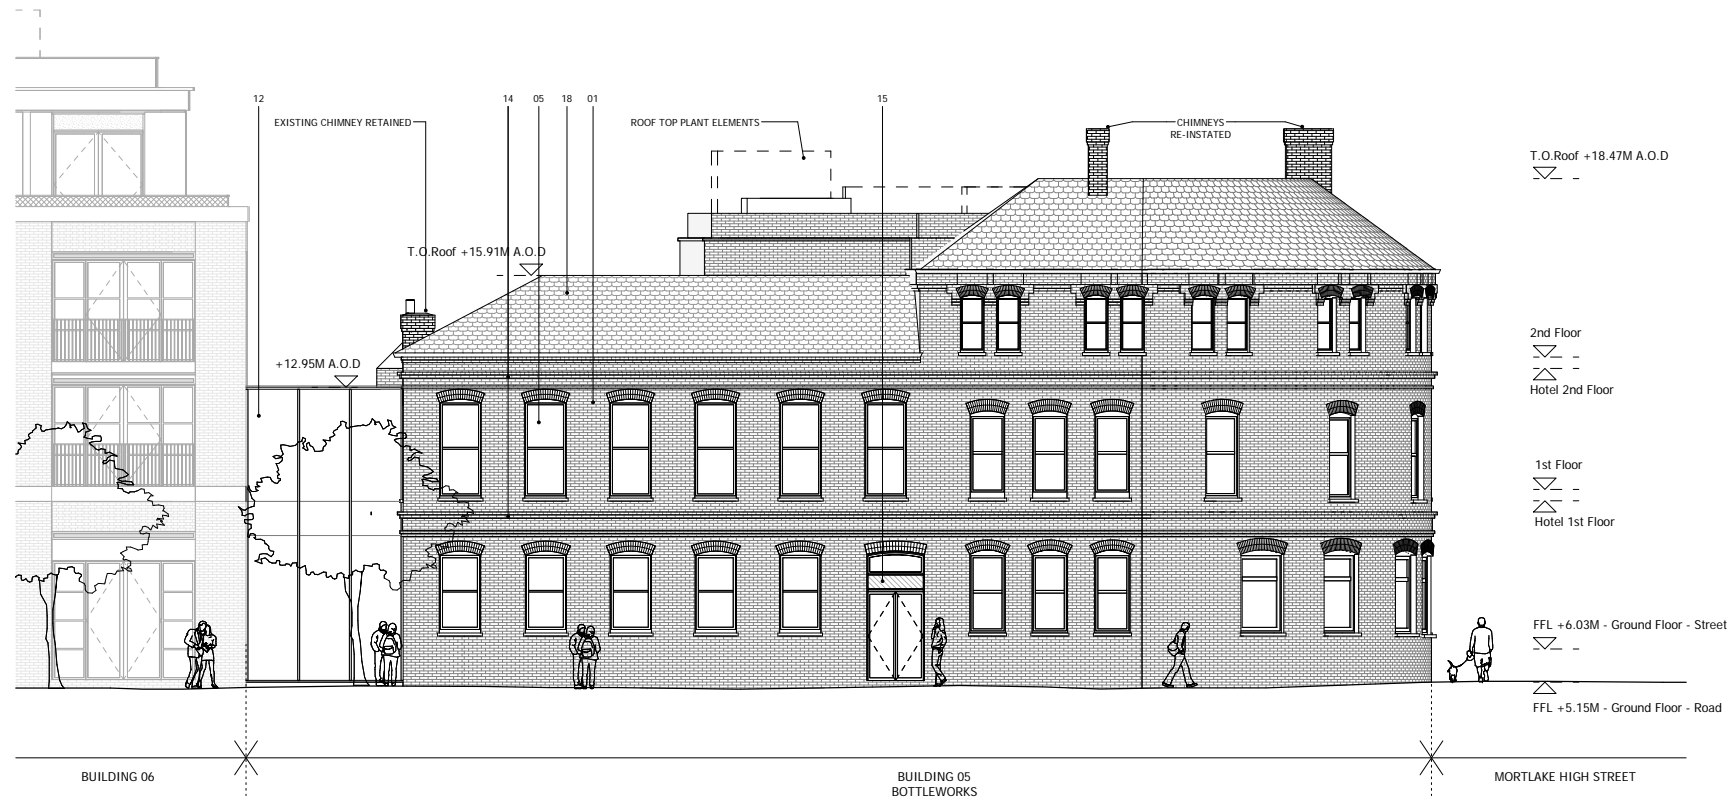 12
14
05
18
01
15
EXISTING CHIMNEY RETAINED
ROOF TOP PLANT ELEMENTS
CHIMNEYS
RE-INSTATED
T.O.Roof +18.47M A.O.D
T.O.Roof +15.91M A.O.D
+12.95M A.O.D
2nd Floor
Hotel 2nd Floor
1st Floor
Hotel 1st Floor
FFL +6.03M - Ground Floor - Street
FFL +5.15M - Ground Floor - Road
BUILDING 06
BUILDING 05
BOTTLEWORKS
MORTLAKE HIGH STREET